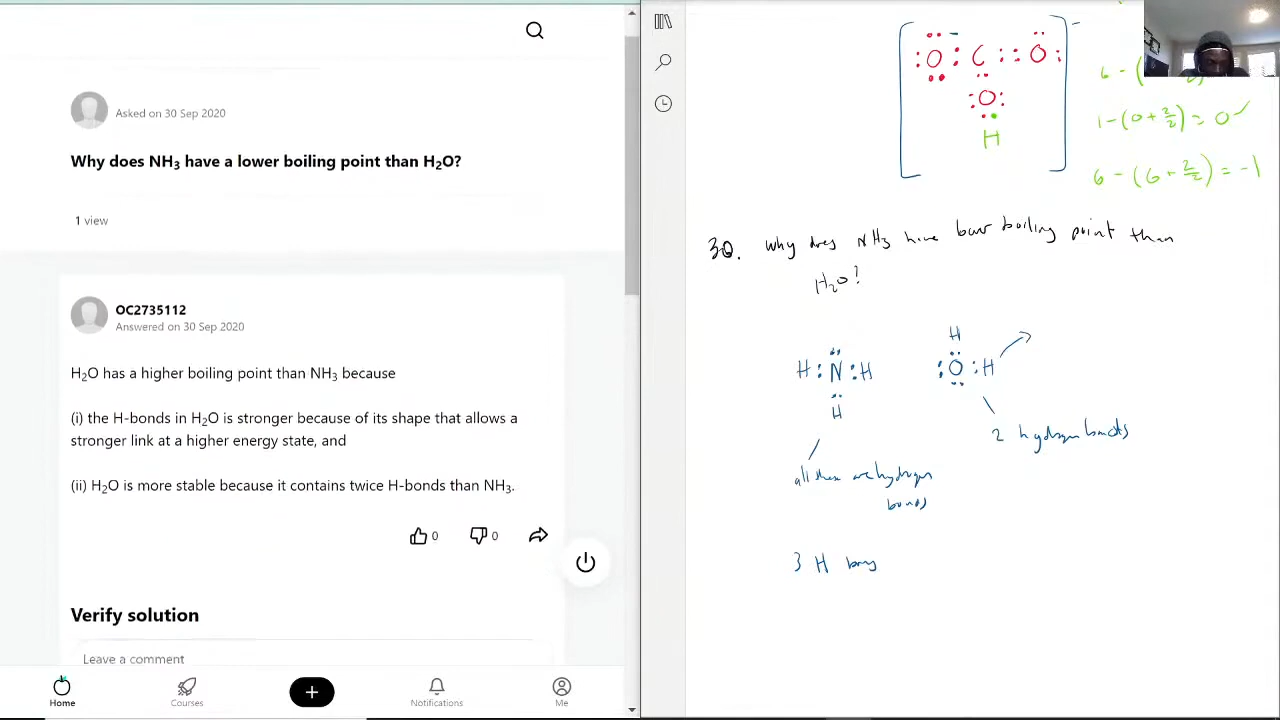 Asked on 30 Sep 2020
Why does NH₃ have a lower boiling point than H₂O?
1 view
OC2735112
Answered on 30 Sep 2020
H₂O has a higher boiling point than NH₃ because
(i) the H-bonds in H₂O is stronger because of its shape that allows a
stronger link at a higher energy state, and
(ii) H₂O is more stable because it contains twice H-bonds than NH₃.
0
0
Verify solution
Leave a comment
Home
Courses
+
Notifications
Me
O C O
O
H
6 - (
1 - (0 + 2/2) = 0 ✓
6 - (6 + 2/2) = -1
30. Why does NH₃ have lower boiling point than
H₂O?
H : N : H
H
H
: O : H
2 hydrogen bonds
all these are hydrogen
bonds
3 H